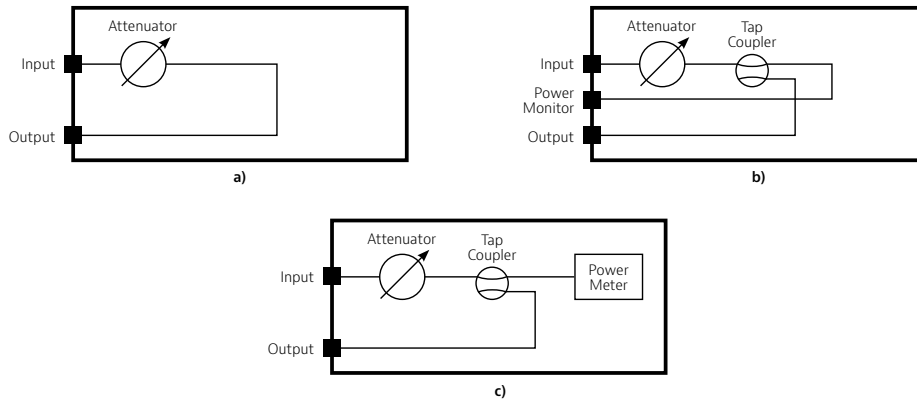 Attenuator
Input
Output
a)
Attenuator
Tap
Coupler
Input
Power
Monitor
Output
b)
Attenuator
Tap
Coupler
Input
Power
Meter
Output
c)